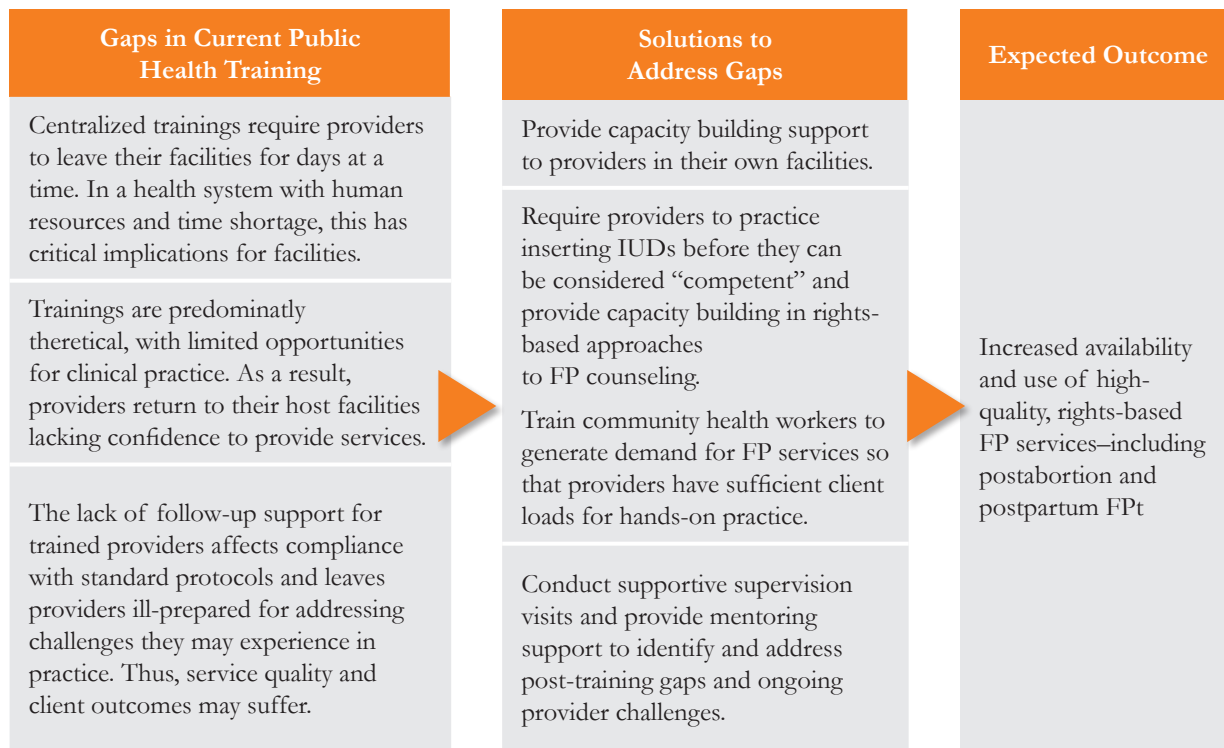 Gaps in Current Public
Health Training
Centralized trainings require providers
to leave their facilities for days at a
time. In a health system with human
resources and time shortage, this has
critical implications for facilities.
Trainings are predominatly
thretical, with limited opportunities
for clinical practice. As a result,
providers return to their host facilities
lacking confidence to provide services.
The lack of follow-up support for
trained providers affects compliance
with standard protocols and leaves
providers ill-prepared for addressing
challenges they may experience in
practice. Thus, service quality and
client outcomes may suffer.
Solutions to
Address Gaps
Provide capacity building support
to providers in their own facilities.
Require providers to practice
inserting IUDs before they can
be considered “competent” and
provide capacity building in rights-
based approaches
to FP counseling.
Train community health workers to
generate demand for FP services so
that providers have sufficient client
loads for hands-on practice.
Conduct supportive supervision
visits and provide mentoring
support to identify and address
post-training gaps and ongoing
provider challenges.
Expected Outcome
Increased availability
and use of high-
quality, rights-based
FP services–including
postabortion and
postpartum FPt